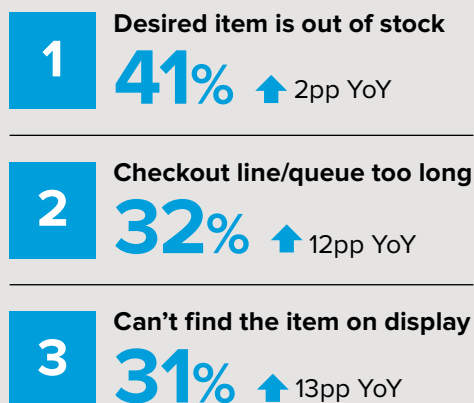 1
Desired item is out of stock
41% 2pp YoY
2
Checkout line/queue too long
32% 12pp YoY
3
Can’t find the item on display
31% 13pp YoY